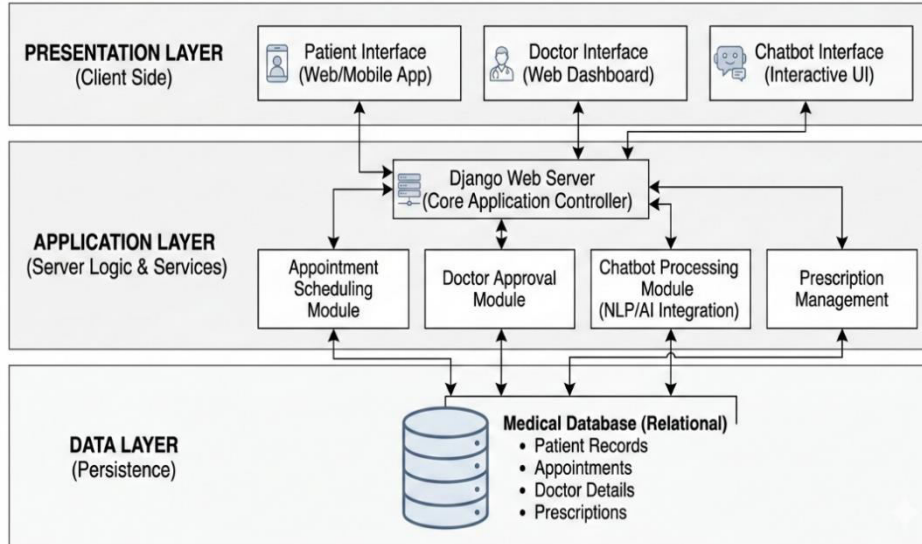 PRESENTATION LAYER
(Client Side)
Patient Interface
(Web/Mobile App)
Doctor Interface
(Web Dashboard)
Chatbot Interface
(Interactive UI)
APPLICATION LAYER
(Server Logic & Services)
Django Web Server
(Core Application Controller)
Appointment
Scheduling
Module
Doctor Approval
Module
Chatbot Processing
Module
(NLP/AI Integration)
Prescription
Management
DATA LAYER
(Persistence)
Medical Database (Relational)
• Patient Records
• Appointments
• Doctor Details
• Prescriptions